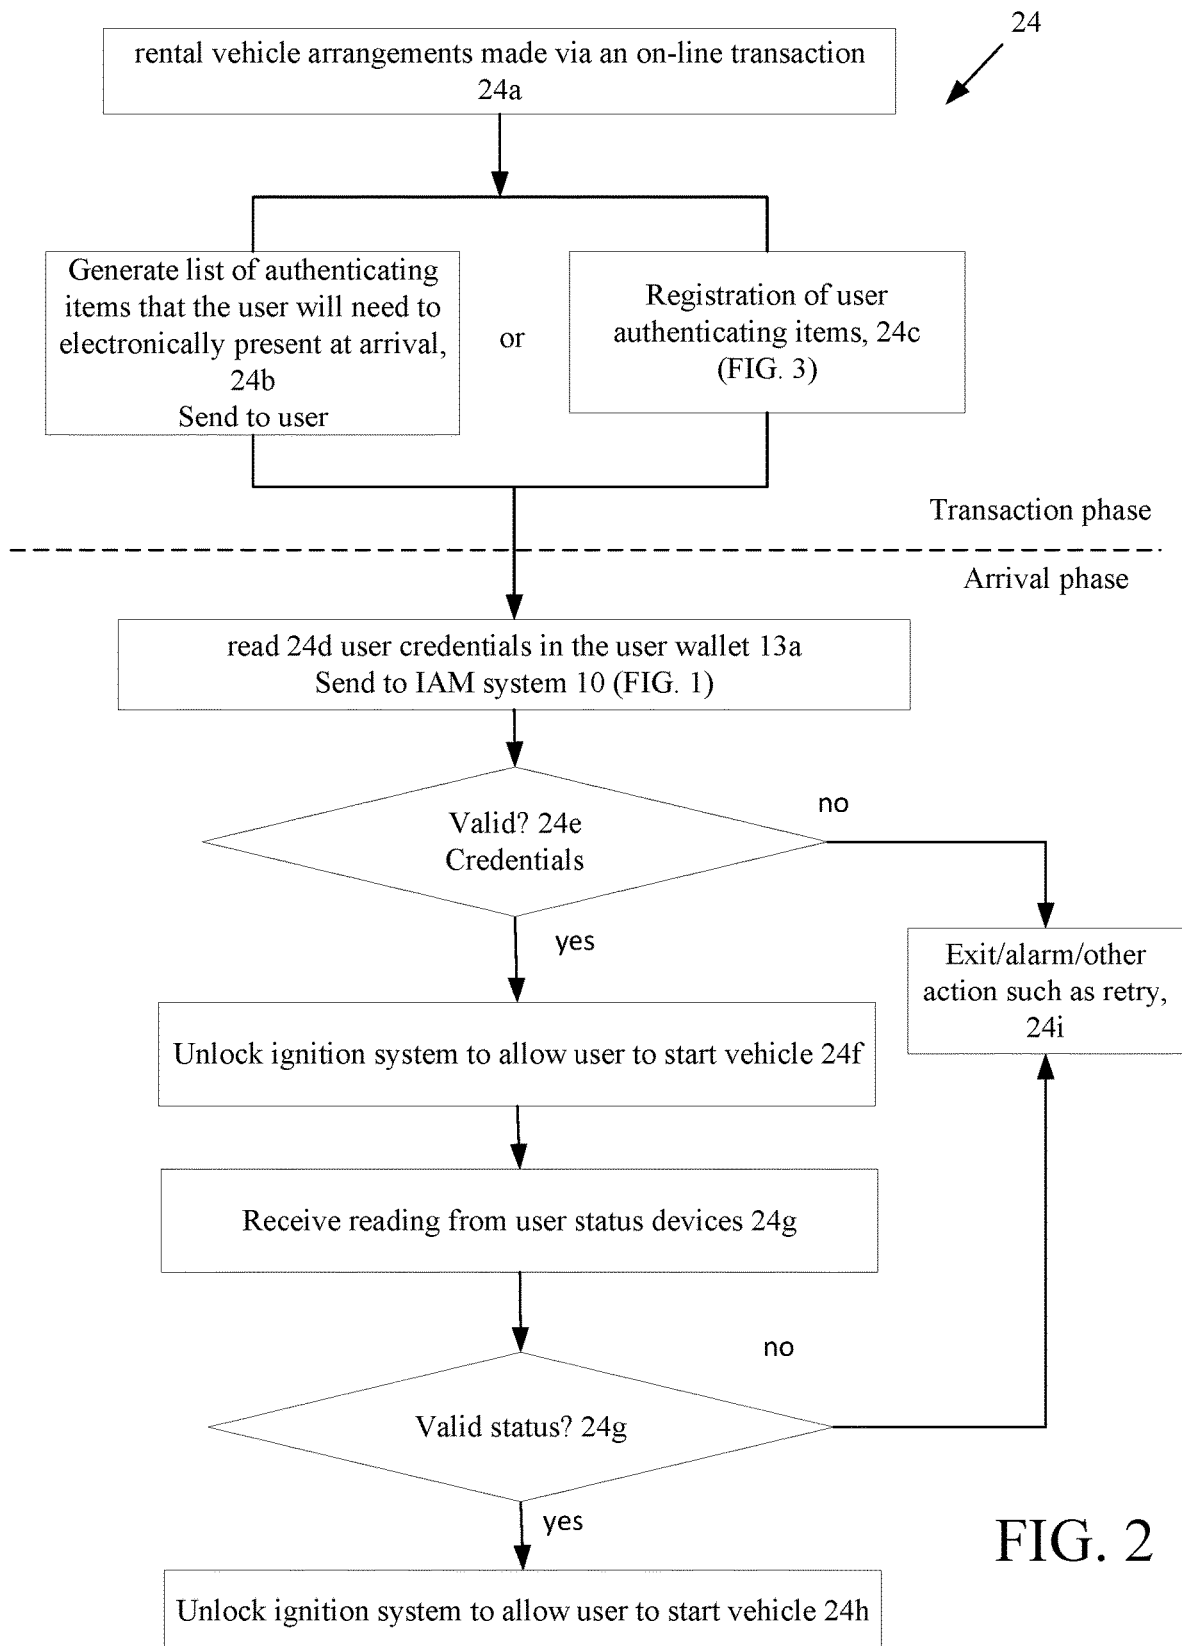 24
rental vehicle arrangements made via an on-line transaction
24a
Generate list of authenticating
items that the user will need to
electronically present at arrival,
24b
Send to user
or
Registration of user
authenticating items, 24c
(FIG. 3)
Transaction phase
Arrival phase
read 24d user credentials in the user wallet 13a
Send to IAM system 10 (FIG. 1)
Valid? 24e
Credentials
no
yes
Exit/alarm/other
action such as retry,
24i
Unlock ignition system to allow user to start vehicle 24f
Receive reading from user status devices 24g
no
Valid status? 24g
yes
FIG. 2
Unlock ignition system to allow user to start vehicle 24h